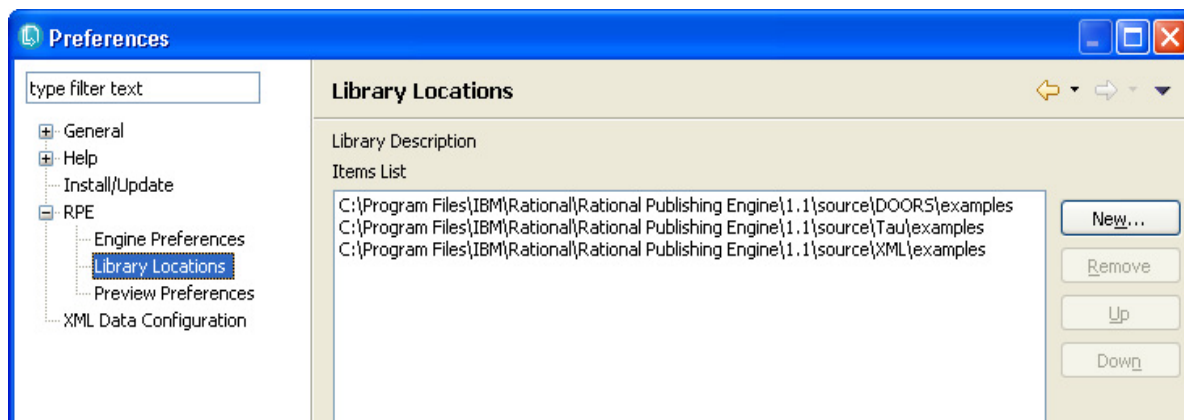 Preferences
type filter text
General
Help
Install/Update
RPE
Engine Preferences
Library Locations
Preview Preferences
XML Data Configuration
Library Locations
Library Description
Items List
C:\Program Files\IBM\Rational\Rational Publishing Engine\1.1\source\DOORS\examples
C:\Program Files\IBM\Rational\Rational Publishing Engine\1.1\source\Tau\examples
C:\Program Files\IBM\Rational\Rational Publishing Engine\1.1\source\XML\examples
New...
Remove
Up
Down